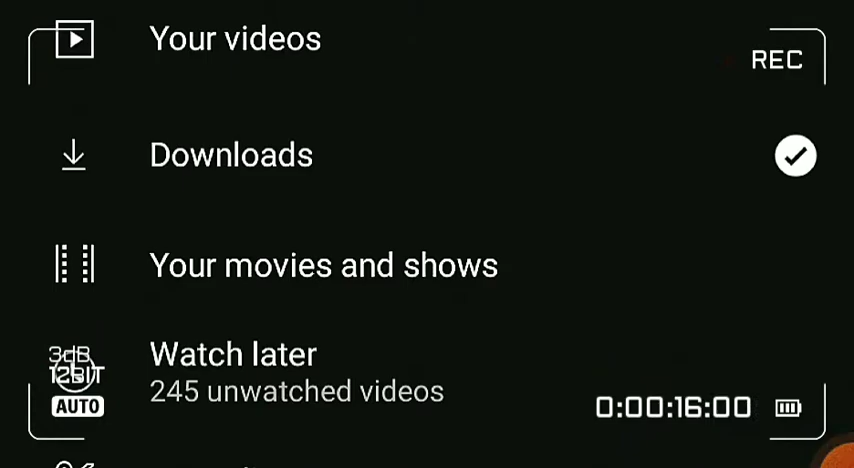 Your videos
REC
Downloads
Your movies and shows
Watch later
3dB
12BIT
245 unwatched videos
AUTO
0:00:16:00